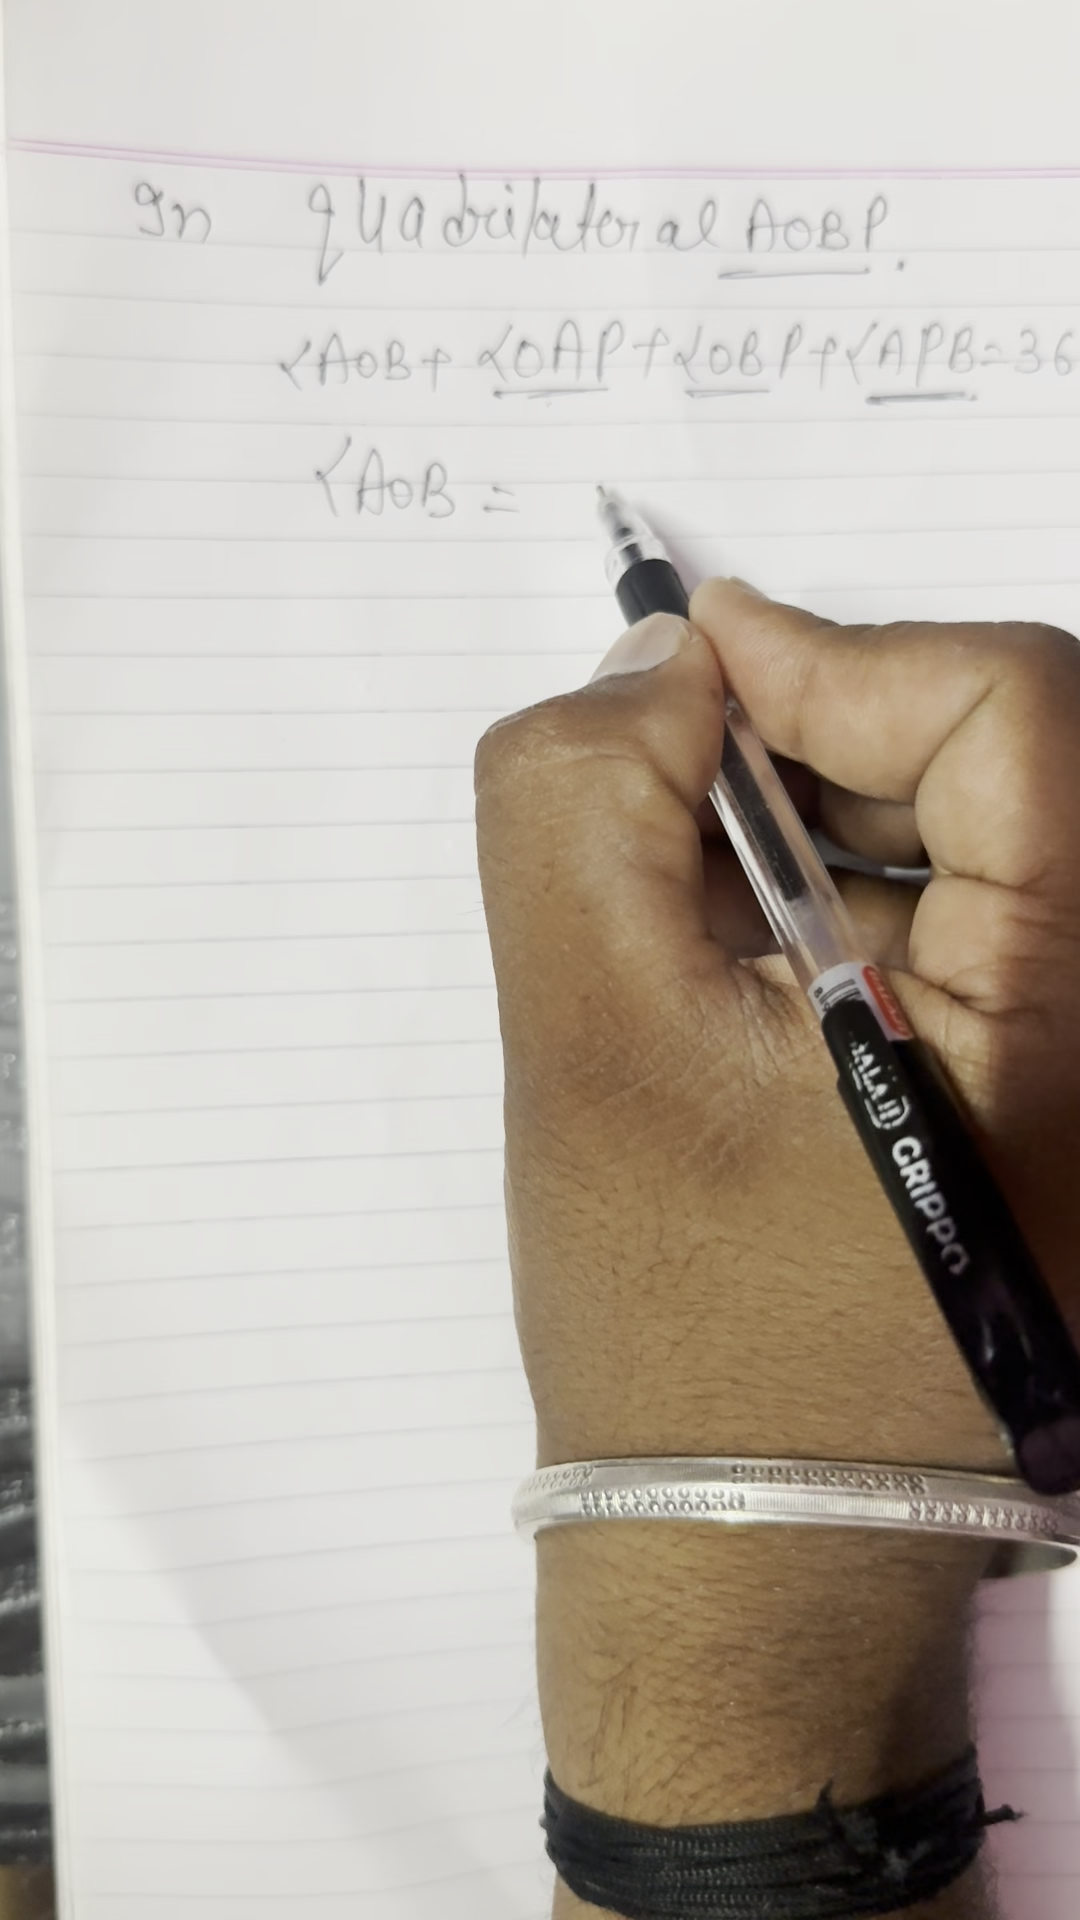 In quadrilateral AOBP.
∠AOB+ ∠OAP+∠OBP+∠APB=36
∠AOB =
GRIPPO